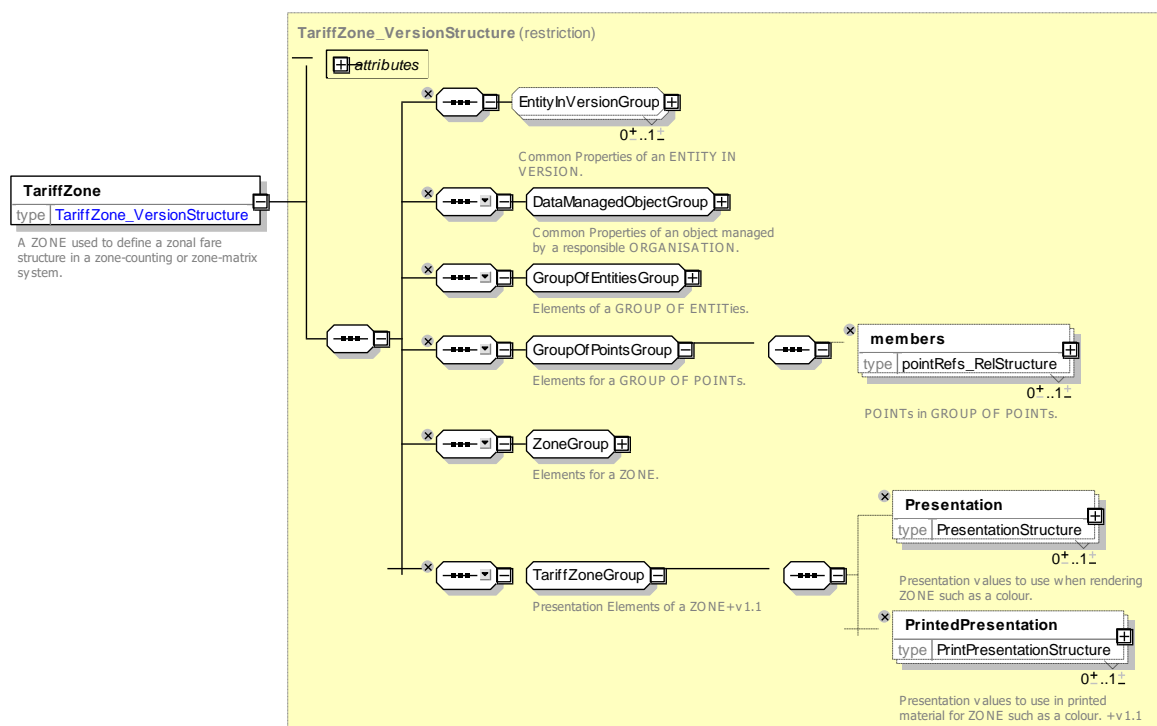 TariffZone_VersionStructure (restriction)
attributes
EntityInVersionGroup
0..1
Common Properties of an ENTITY IN
VERSION.
TariffZone
type TariffZone_VersionStructure
A ZONE used to define a zonal fare
structure in a zone-counting or zone-matrix
system.
DataManagedObjectGroup
Common Properties of an object managed
by a responsible ORGANISATION.
GroupOfEntitiesGroup
Elements of a GROUP OF ENTITies.
GroupOfPointsGroup
Elements for a GROUP OF POINTs.
members
type pointRefs_RelStructure
0..1
POINTs in GROUP OF POINTs.
ZoneGroup
Elements for a ZONE.
TariffZoneGroup
Presentation Elements of a ZONE+v1.1
Presentation
type PresentationStructure
0..1
Presentation values to use when rendering
ZONE such as a colour.
PrintedPresentation
type PrintPresentationStructure
0..1
Presentation values to use in printed
material for ZONE such as a colour. +v1.1